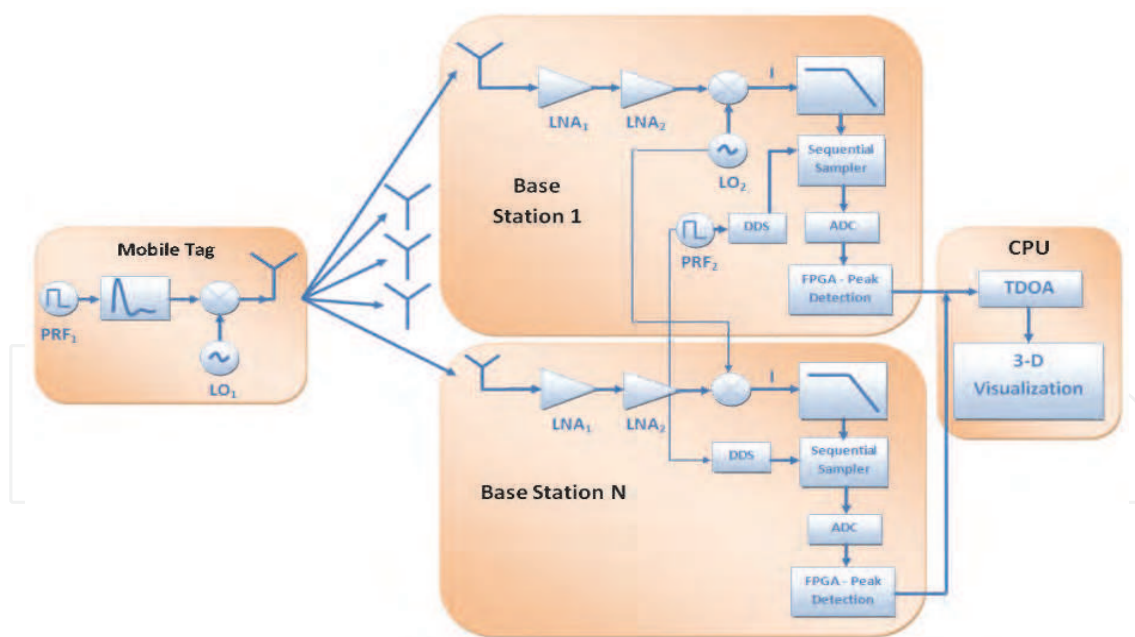 Mobile Tag
PRF₁
LO₁
Base
Station 1
LNA₁
LNA₂
I
LO₂
PRF₂
DDS
Sequential
Sampler
ADC
FPGA - Peak
Detection
Base Station N
LNA₁
LNA₂
I
DDS
Sequential
Sampler
ADC
FPGA - Peak
Detection
CPU
TDOA
3-D
Visualization